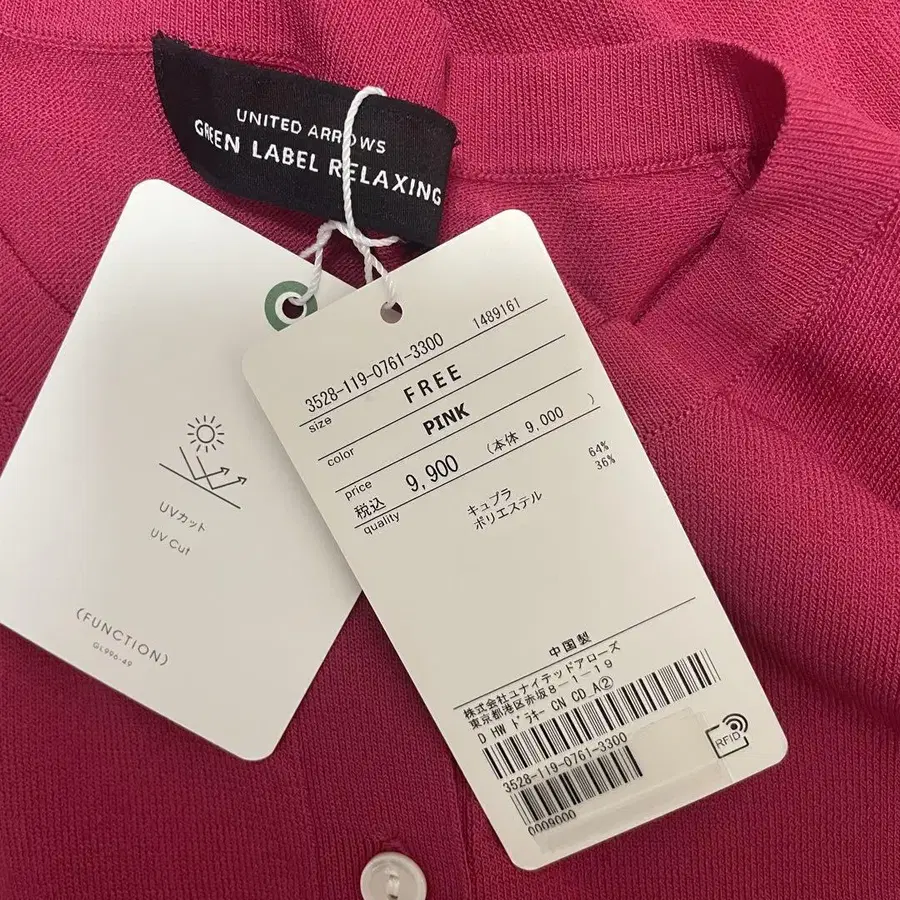 UNITED ARROWS
GREEN LABEL RELAXING
UVカット
UV Cut
(FUNCTION)
GL996-49
3528-119-0761-3300 1489161
size FREE
color PINK
price
税込 9,900 (本体 9,000 )
quality キュプラ 64%
ポリエステル 36%
中国製
株式会社ユナイテッドアローズ
東京都港区赤坂8-1-19
D HW ドライキー CN CD A②
3528-119-0761-3300
0009000
RFID